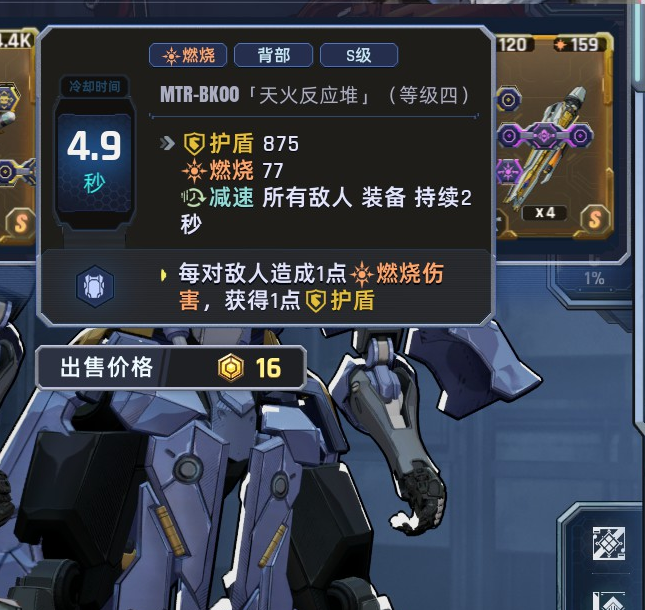 .4K
燃烧 背部 S级
120 159
冷却时间
MTR-BK00「天火反应堆」（等级四）
4.9
秒
护盾 875
燃烧 77
减速 所有敌人 装备 持续2
秒
S
x4 S
每对敌人造成1点燃烧伤
害，获得1点护盾
1%
出售价格 16